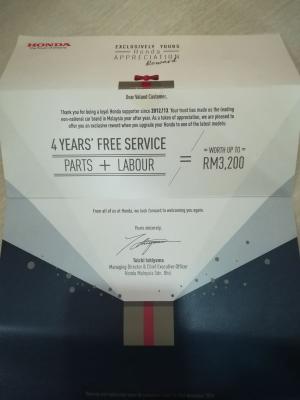 HONDA
EXCLUSIVELY YOURS
Honda
APPRECIATION
Reward
Dear Valued Customer,
Thank you for being a loyal Honda supporter since 2012/13. Your trust has made us the leading
non-national car brand in Malaysia year after year. As a token of appreciation, we are pleased to
offer you an exclusive reward when you upgrade your Honda to one of the latest models:
4 YEARS' FREE SERVICE
PARTS + LABOUR
=
WORTH UP TO
RM3,200
From all of us at Honda, we look forward to welcoming you again.
Yours sincerely,
Toichi Ishiyama
Managing Director & Chief Executive Officer
Honda Malaysia Sdn. Bhd.